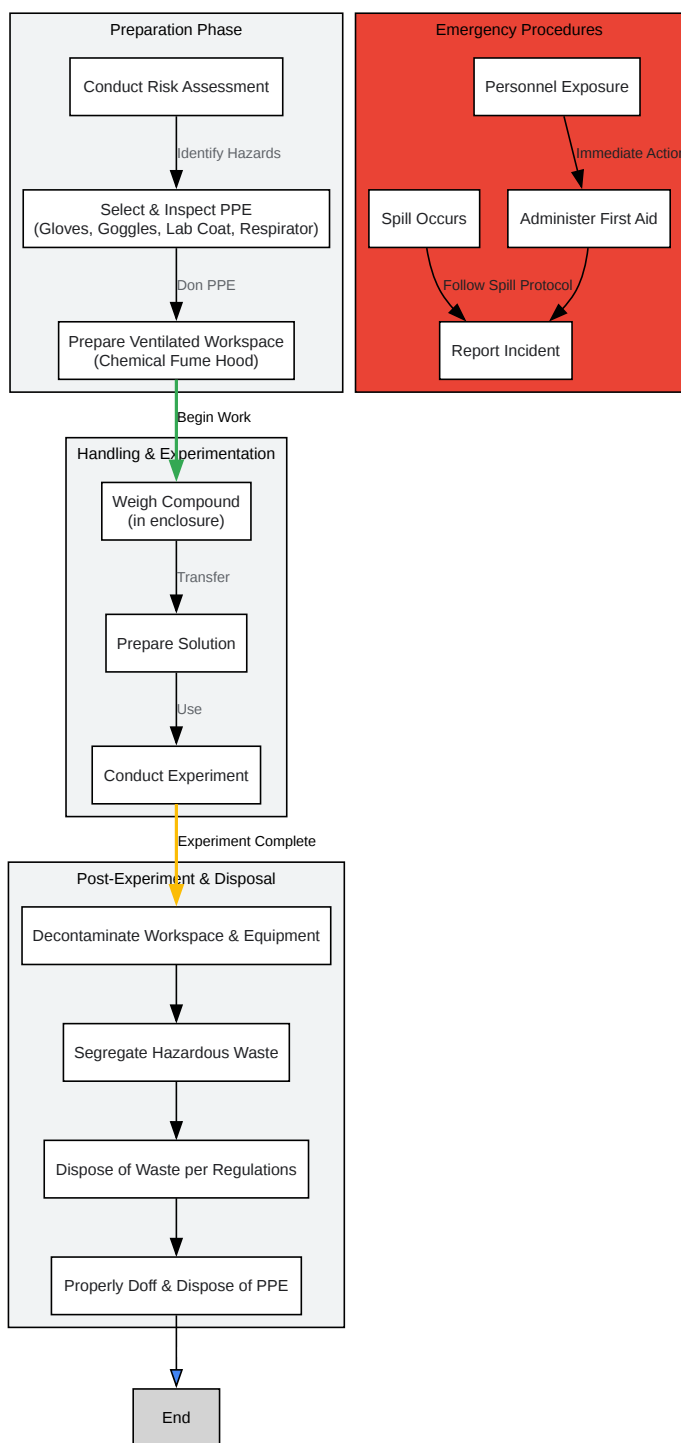 Preparation Phase
Conduct Risk Assessment
Identify Hazards
Select & Inspect PPE
(Gloves, Goggles, Lab Coat, Respirator)
Don PPE
Prepare Ventilated Workspace
(Chemical Fume Hood)
Emergency Procedures
Personnel Exposure
Immediate Action
Spill Occurs
Administer First Aid
Follow Spill Protocol
Report Incident
Begin Work
Handling & Experimentation
Weigh Compound
(in enclosure)
Transfer
Prepare Solution
Use
Conduct Experiment
Experiment Complete
Post-Experiment & Disposal
Decontaminate Workspace & Equipment
Segregate Hazardous Waste
Dispose of Waste per Regulations
Properly Doff & Dispose of PPE
End